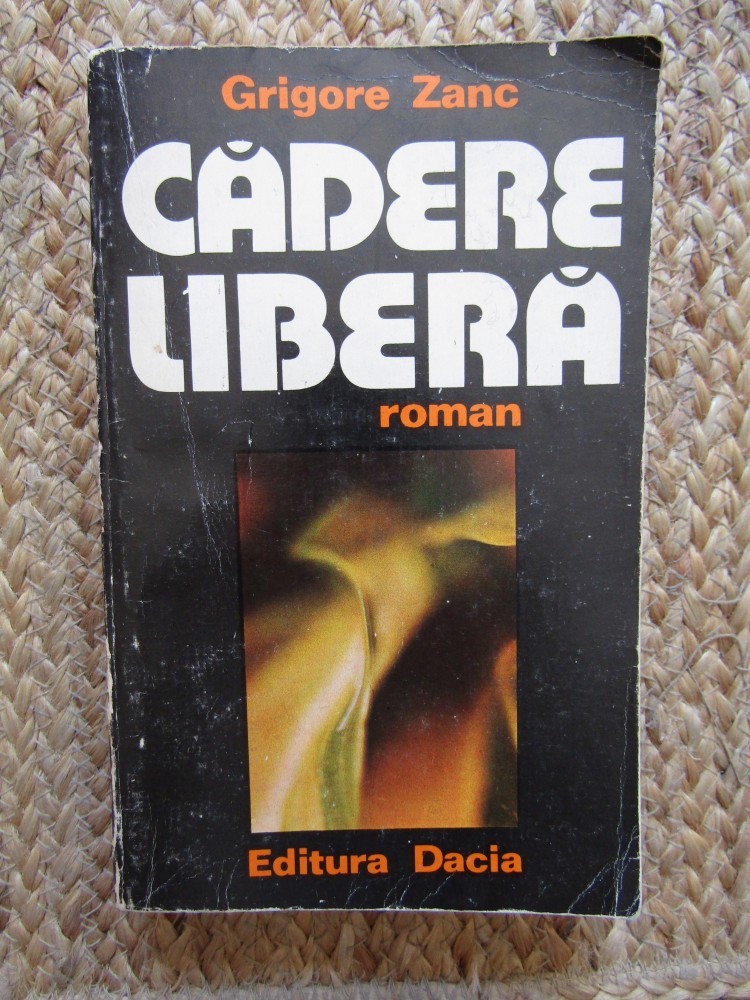 Grigore Zanc
CĂDERE
LIBERĂ
roman
Editura Dacia